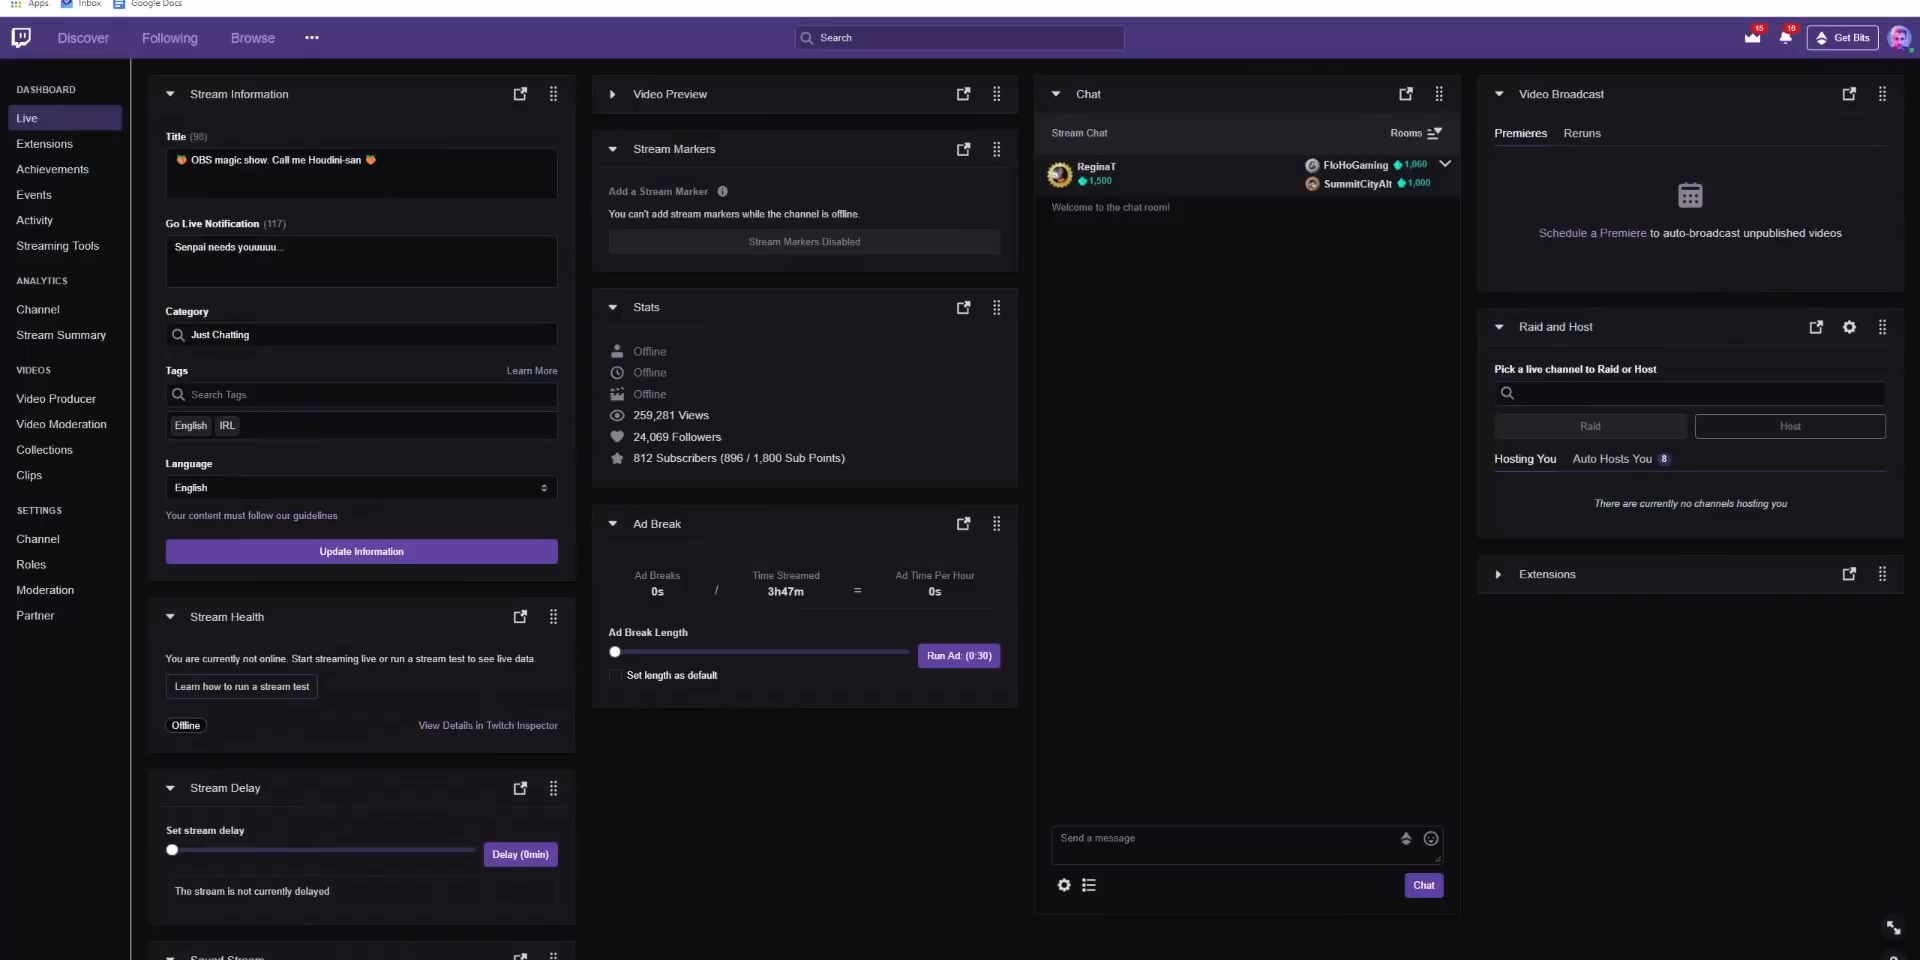 Apps Inbox Google Docs
Discover Following Browse ••• Search 15 16 Get Bits
DASHBOARD
Live
Extensions
Achievements
Events
Activity
Streaming Tools
ANALYTICS
Channel
Stream Summary
VIDEOS
Video Producer
Video Moderation
Collections
Clips
SETTINGS
Channel
Roles
Moderation
Partner
Stream Information
Title (98)
🍑 OBS magic show. Call me Houdini-san 🍑
Go Live Notification (117)
Senpai needs youuuuu...
Category
Just Chatting
Tags Learn More
Search Tags
English IRL
Language
English
Your content must follow our guidelines
Update Information
Stream Health
You are currently not online. Start streaming live or run a stream test to see live data.
Learn how to run a stream test
Offline View Details in Twitch Inspector
Stream Delay
Set stream delay
Delay (0min)
The stream is not currently delayed
Squad Stream
Video Preview
Stream Markers
Add a Stream Marker
You can't add stream markers while the channel is offline.
Stream Markers Disabled
Stats
Offline
Offline
Offline
259,281 Views
24,069 Followers
812 Subscribers (896 / 1,800 Sub Points)
Ad Break
Ad Breaks Time Streamed Ad Time Per Hour
0s / 3h47m = 0s
Ad Break Length
Run Ad: (0:30)
Set length as default
Chat
Stream Chat Rooms
ReginaT FloHoGaming 1,060
1,500 SummitCityAlt 1,000
Welcome to the chat room!
Send a message
Chat
Video Broadcast
Premieres Reruns
Schedule a Premiere to auto-broadcast unpublished videos
Raid and Host
Pick a live channel to Raid or Host
Raid Host
Hosting You Auto Hosts You 8
There are currently no channels hosting you
Extensions